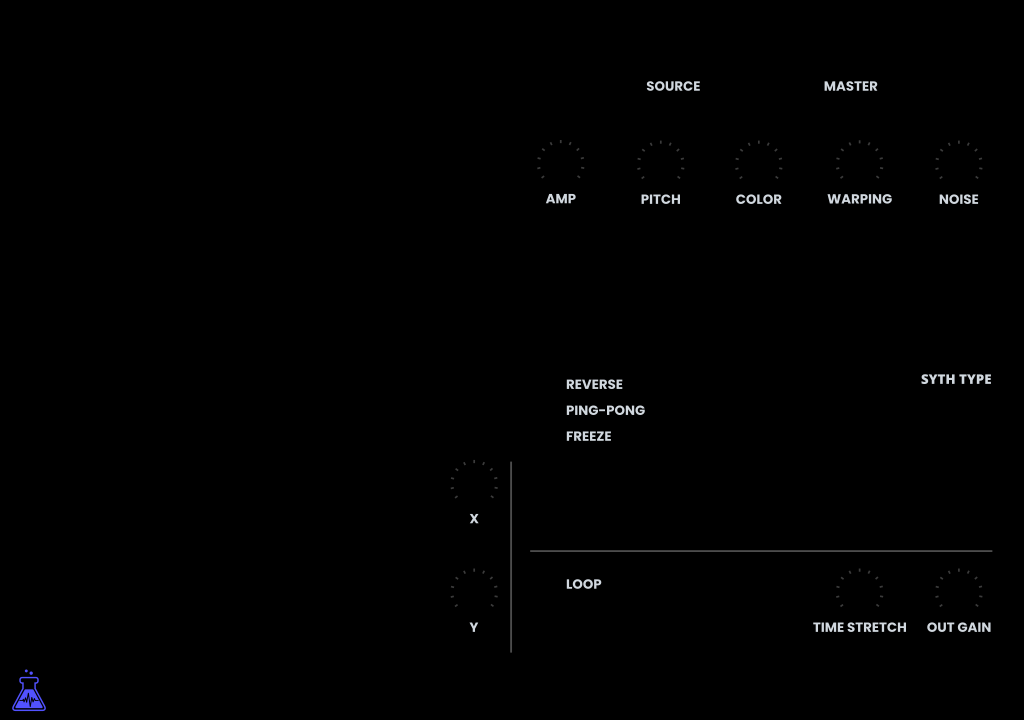 SOURCE
MASTER
AMP
PITCH
COLOR
WARPING
NOISE
SYTH TYPE
REVERSE
PING-PONG
FREEZE
X
Y
LOOP
TIME STRETCH
OUT GAIN